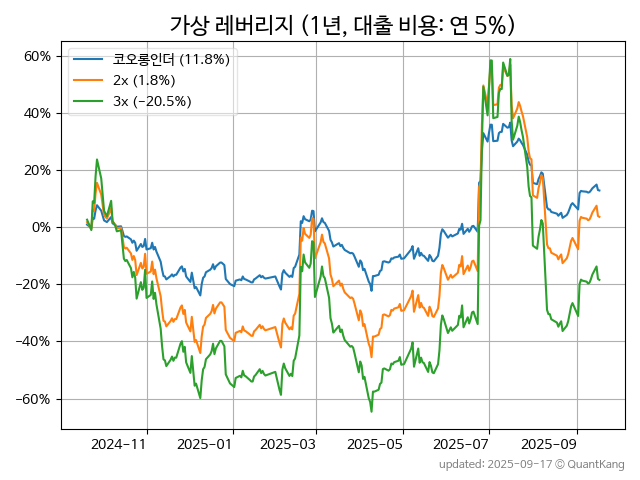 가상 레버리지 (1년, 대출 비용: 연 5%)
코오롱인더 (11.8%)
2x (1.8%)
3x (−20.5%)
60%
40%
20%
0%
−20%
−40%
−60%
2024-11
2025-01
2025-03
2025-05
2025-07
2025-09
updated: 2025-09-17 © QuantKang